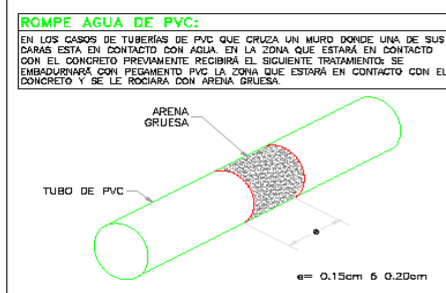 ROMPE AGUA DE PVC:
EN LOS CASOS DE TUBERÍAS DE PVC QUE CRUZA UN MURO DONDE UNA DE SUS
CARAS ESTA EN CONTACTO CON AGUA. EN LA ZONA QUE ESTARÁ EN CONTACTO
CON EL CONCRETO PREVIAMENTE RECIBIRÁ EL SIGUIENTE TRATAMIENTO: SE
EMBADURNARÁ CON PEGAMENTO PVC LA ZONA QUE ESTARÁ EN CONTACTO CON EL
CONCRETO Y SE LE ROCIARA CON ARENA GRUESA.
ARENA
GRUESA
TUBO DE PVC
e
e= 0.15cm ó 0.20cm